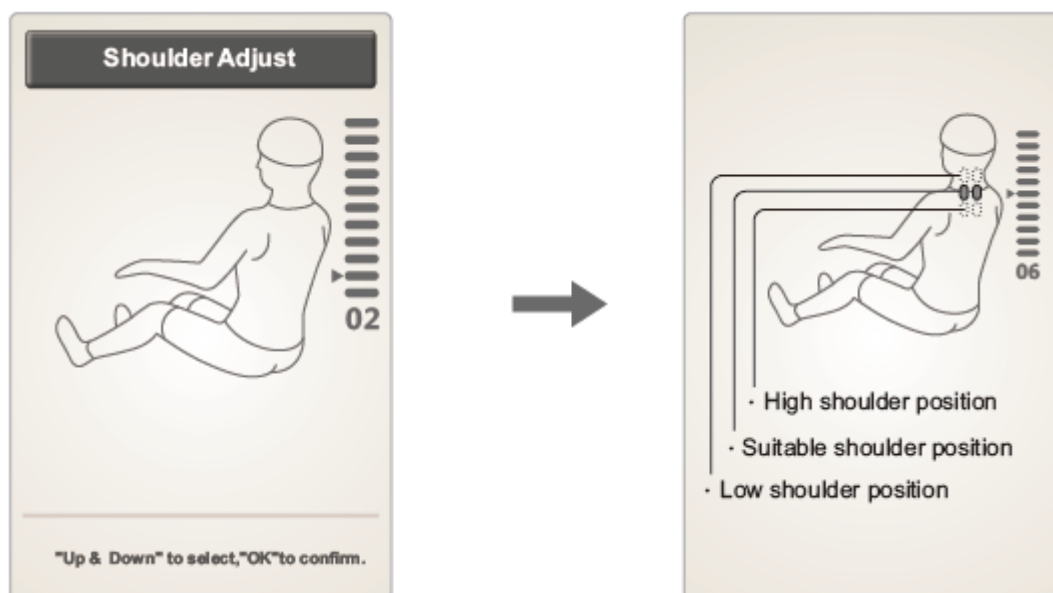 Shoulder Adjust
02
"Up & Down" to select,"OK"to confirm.
06
· High shoulder position
· Suitable shoulder position
· Low shoulder position